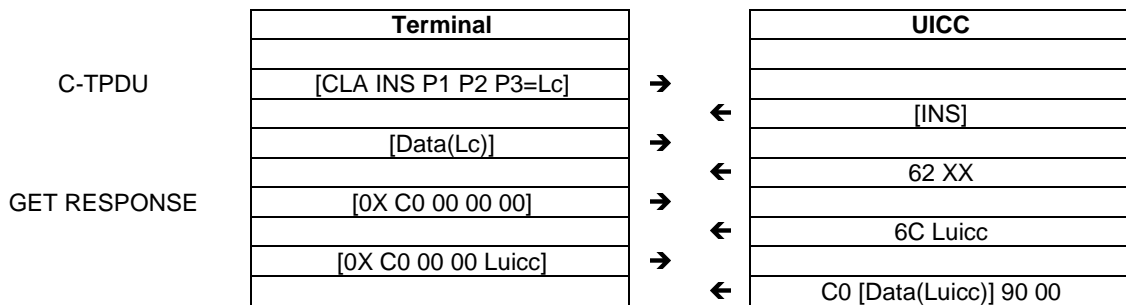 Terminal UICC
C-TPDU [CLA INS P1 P2 P3=Lc] →
← [INS]
[Data(Lc)] →
← 62 XX
GET RESPONSE [0X C0 00 00 00] →
← 6C Luicc
[0X C0 00 00 Luicc] →
← C0 [Data(Luicc)] 90 00